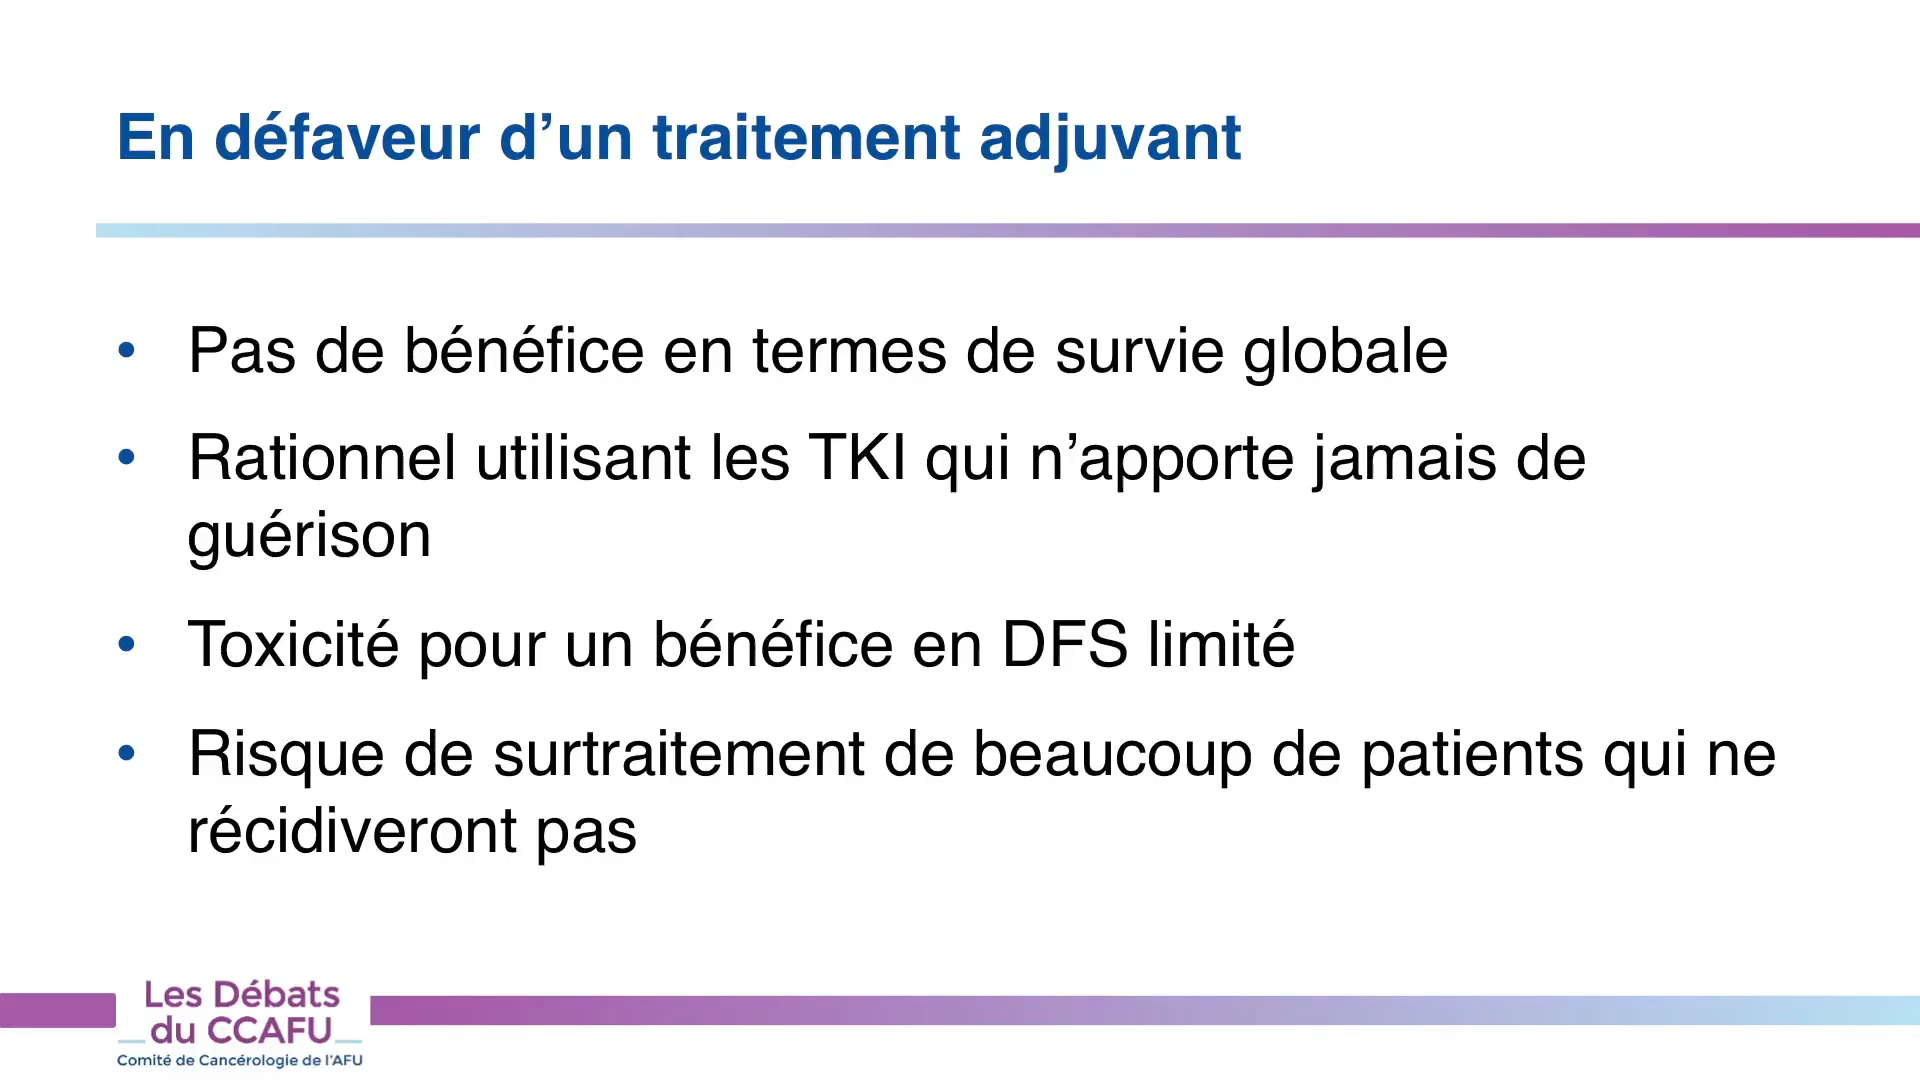 En défaveur d’un traitement adjuvant
• Pas de bénéfice en termes de survie globale
• Rationnel utilisant les TKI qui n’apporte jamais de
guérison
• Toxicité pour un bénéfice en DFS limité
• Risque de surtraitement de beaucoup de patients qui ne
récidiveront pas
Les Débats
du CCAFU
Comité de Cancérologie de l'AFU